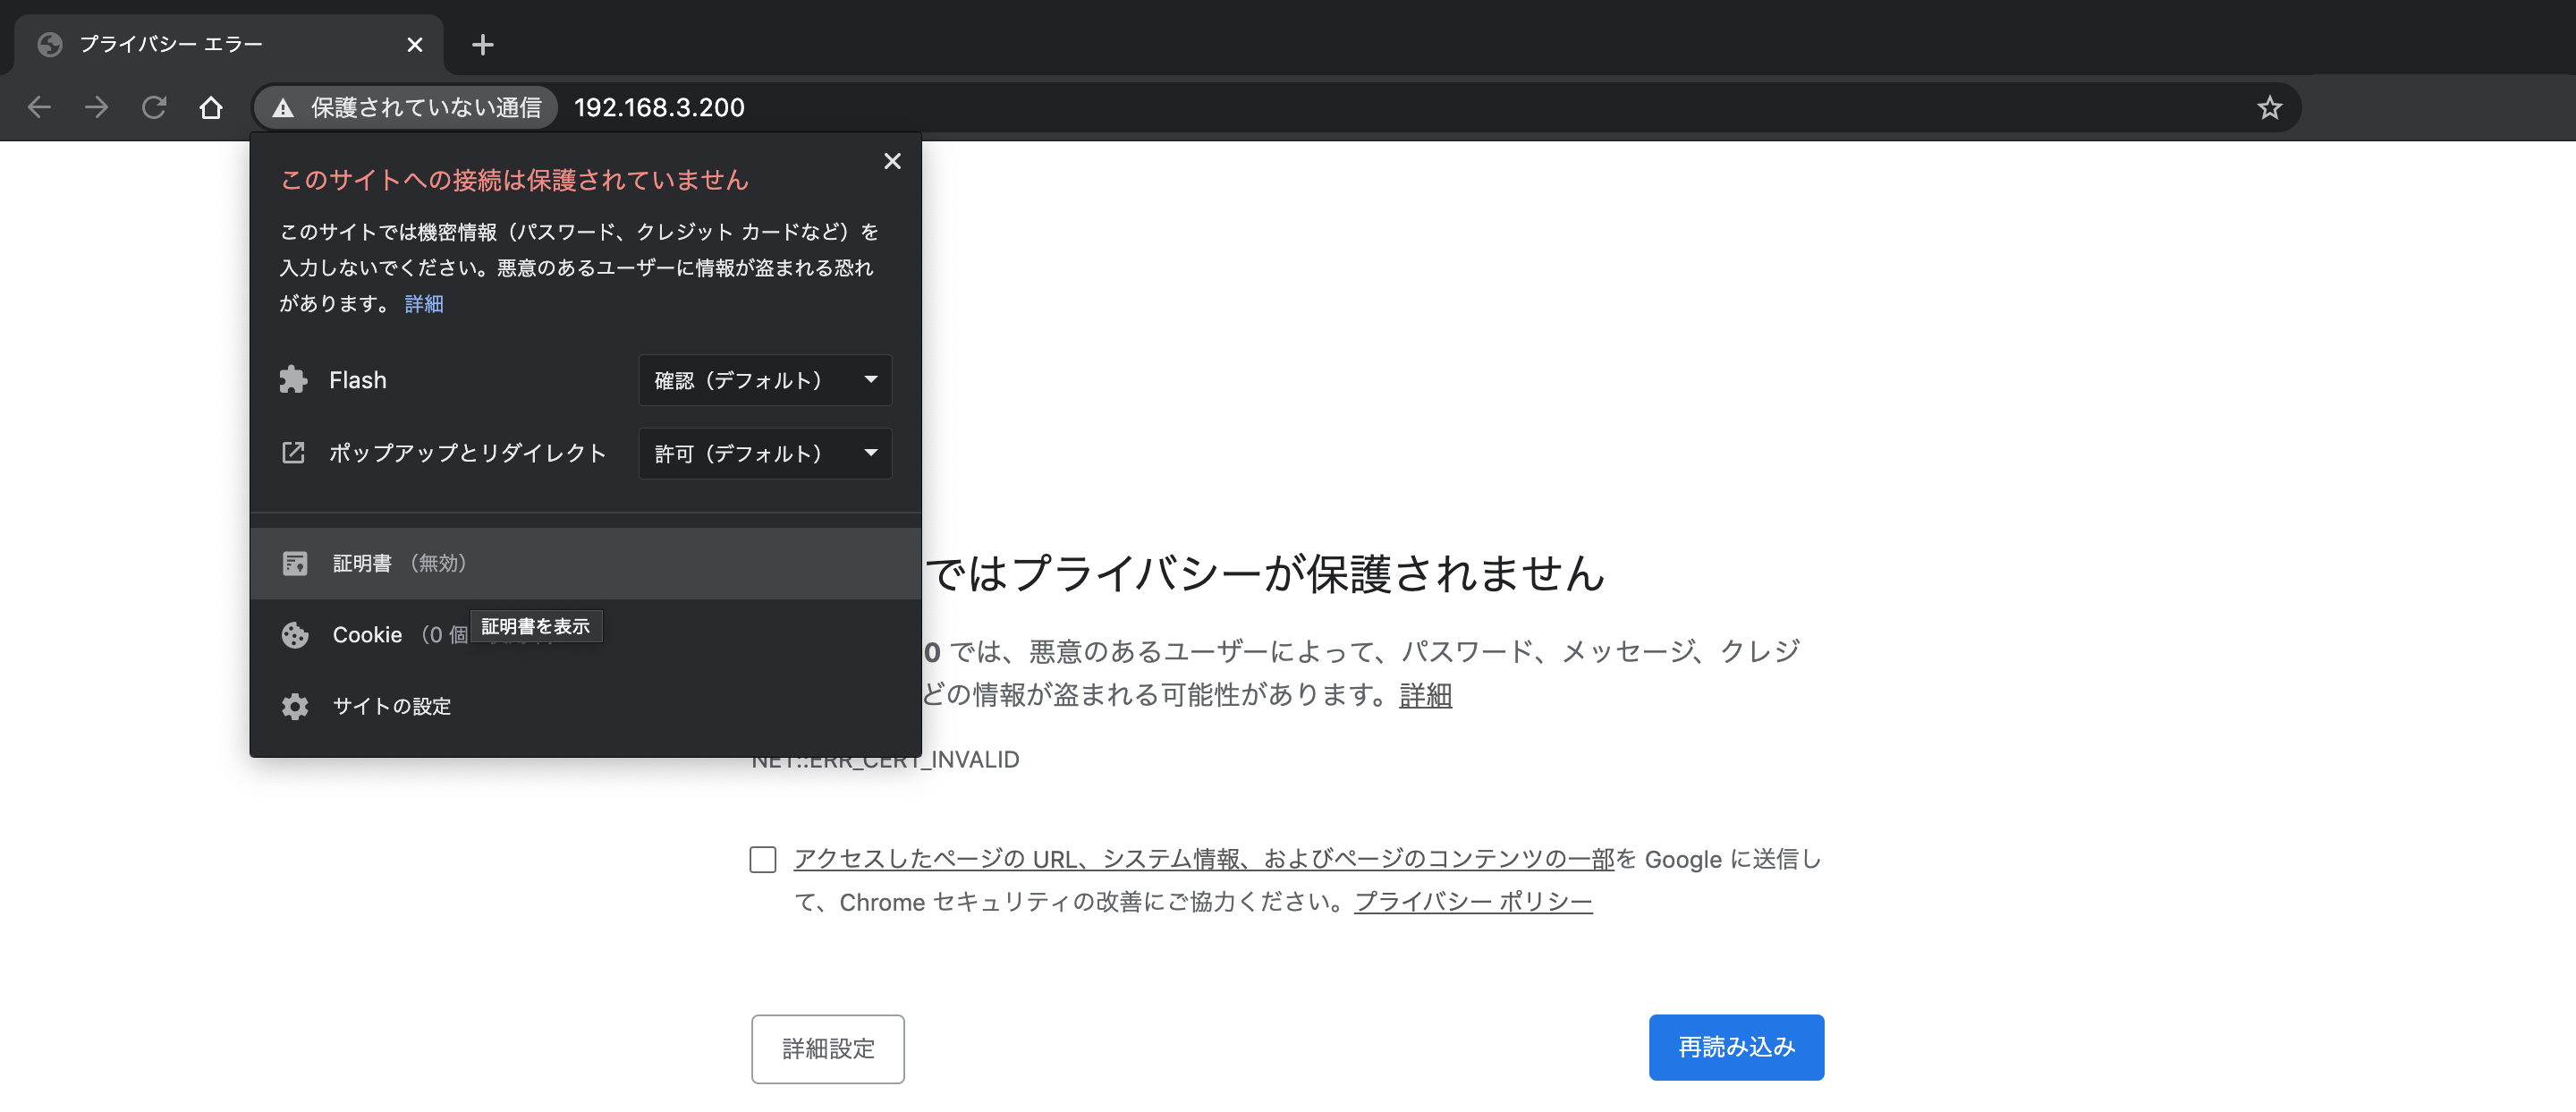 プライバシー エラー
保護されていない通信 192.168.3.200
このサイトへの接続は保護されていません
このサイトでは機密情報（パスワード、クレジット カードなど）を
入力しないでください。悪意のあるユーザーに情報が盗まれる恐れ
があります。 詳細
Flash 確認（デフォルト）
ポップアップとリダイレクト 許可（デフォルト）
証明書 （無効）
Cookie （0 個
証明書を表示
サイトの設定
ではプライバシーが保護されません
0 では、悪意のあるユーザーによって、パスワード、メッセージ、クレジ
どの情報が盗まれる可能性があります。詳細
NET::ERR_CERT_INVALID
アクセスしたページの URL、システム情報、およびページのコンテンツの一部を Google に送信し
て、Chrome セキュリティの改善にご協力ください。プライバシー ポリシー
詳細設定
再読み込み